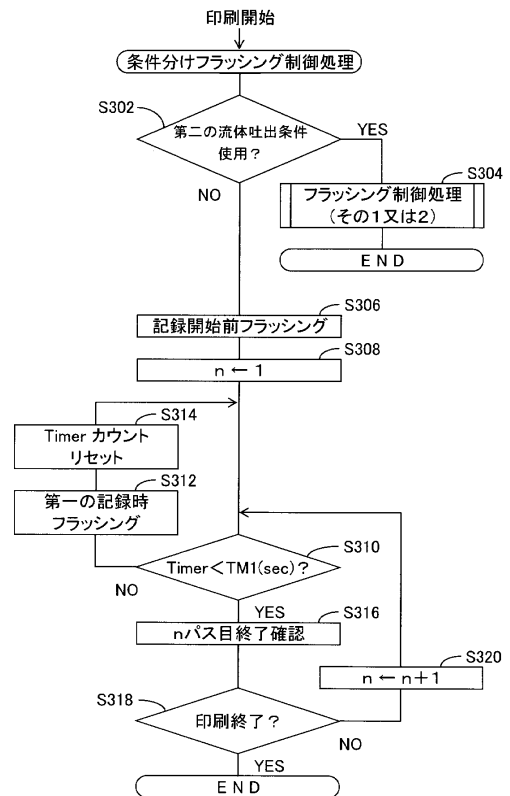 印刷開始
条件分けフラッシング制御処理
S302
第二の流体吐出条件
使用？
YES
NO
S304
フラッシング制御処理
(その1又は2)
END
S306
記録開始前フラッシング
S308
n ← 1
S314
Timer カウント
リセット
S312
第一の記録時
フラッシング
S310
Timer＜TM1(sec)？
NO
YES
S316
nパス目終了確認
S320
n ← n＋1
S318
印刷終了？
NO
YES
END